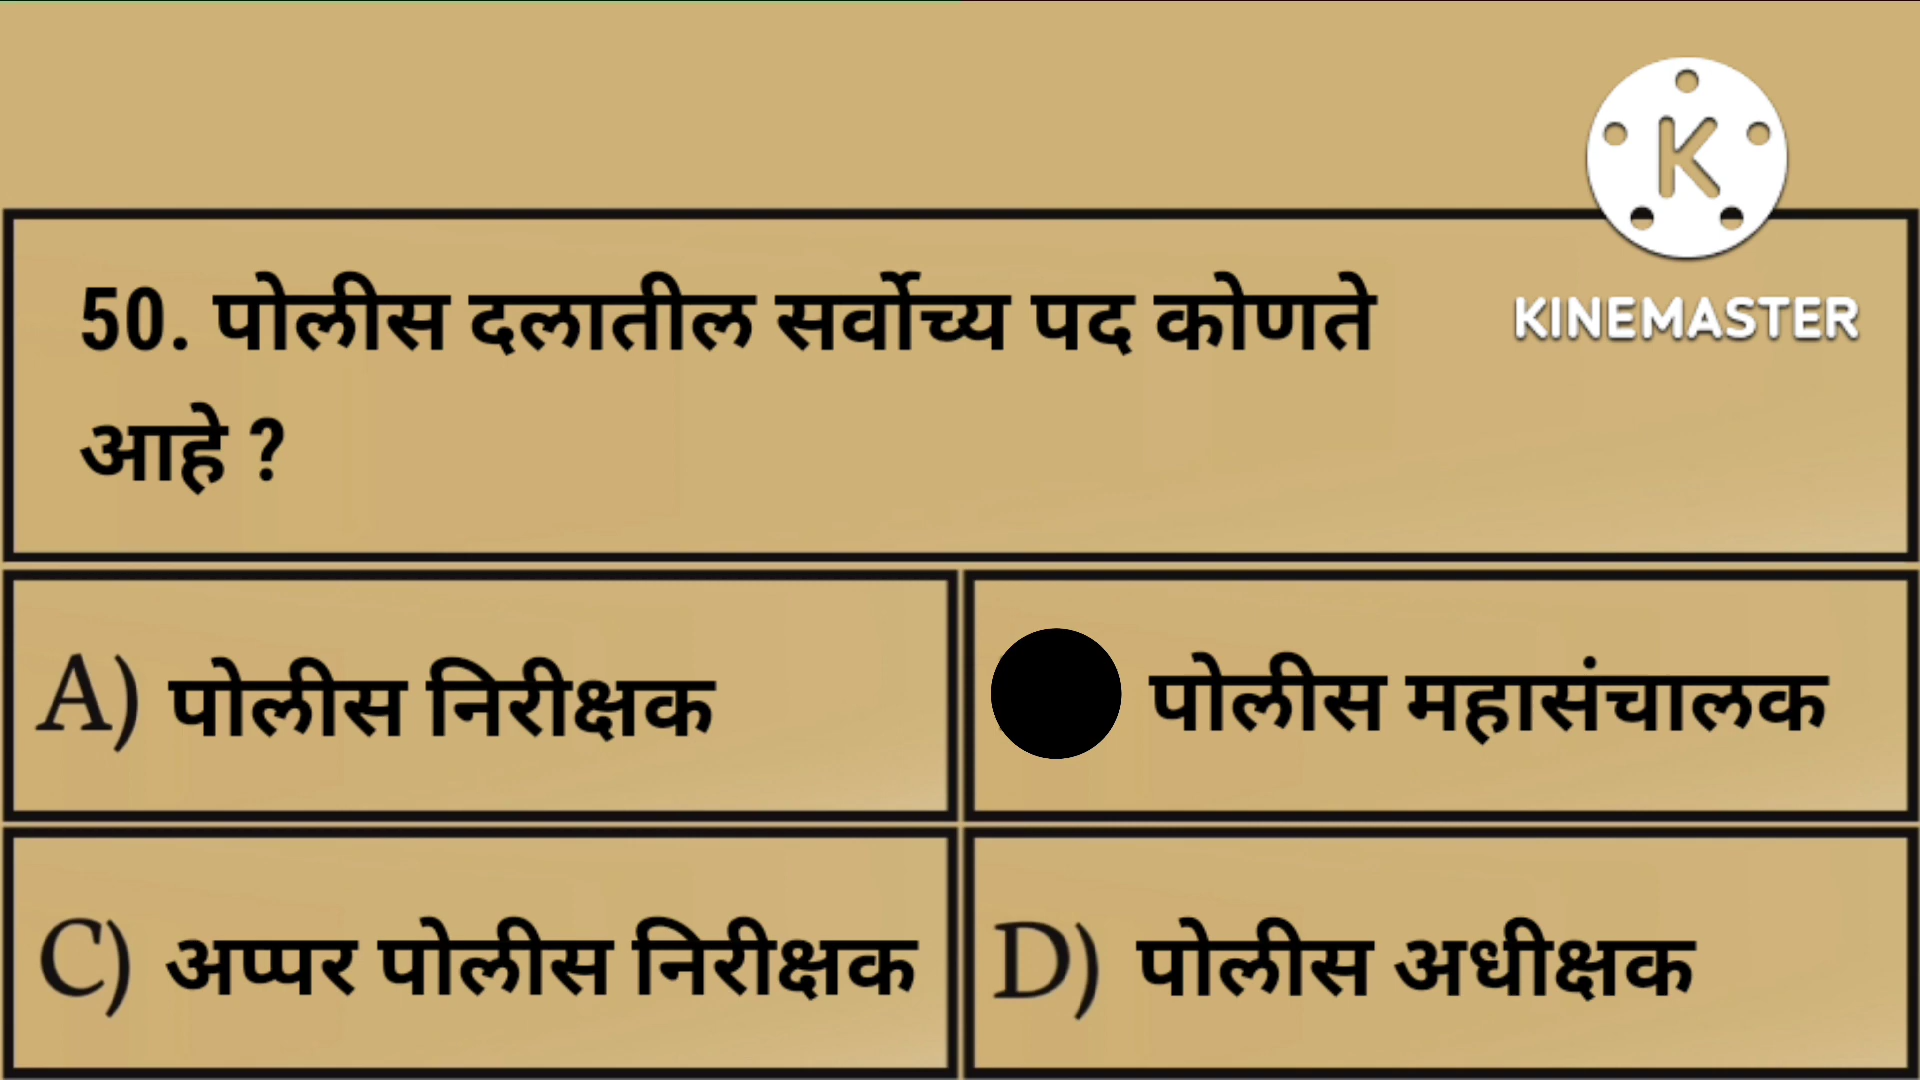 K
KINEMASTER
50. पोलीस दलातील सर्वोच्य पद कोणते
आहे ?
A) पोलीस निरीक्षक
पोलीस महासंचालक
C) अप्पर पोलीस निरीक्षक
D) पोलीस अधीक्षक